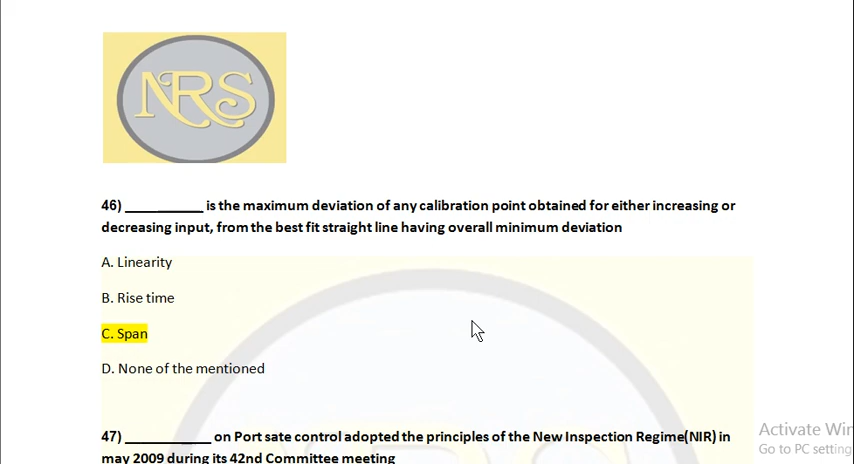 NRS
46) __________ is the maximum deviation of any calibration point obtained for either increasing or
decreasing input, from the best fit straight line having overall minimum deviation
A. Linearity
B. Rise time
C. Span
D. None of the mentioned
47) ___________ on Port sate control adopted the principles of the New Inspection Regime(NIR) in
may 2009 during its 42nd Committee meeting
Activate Win
Go to PC setting